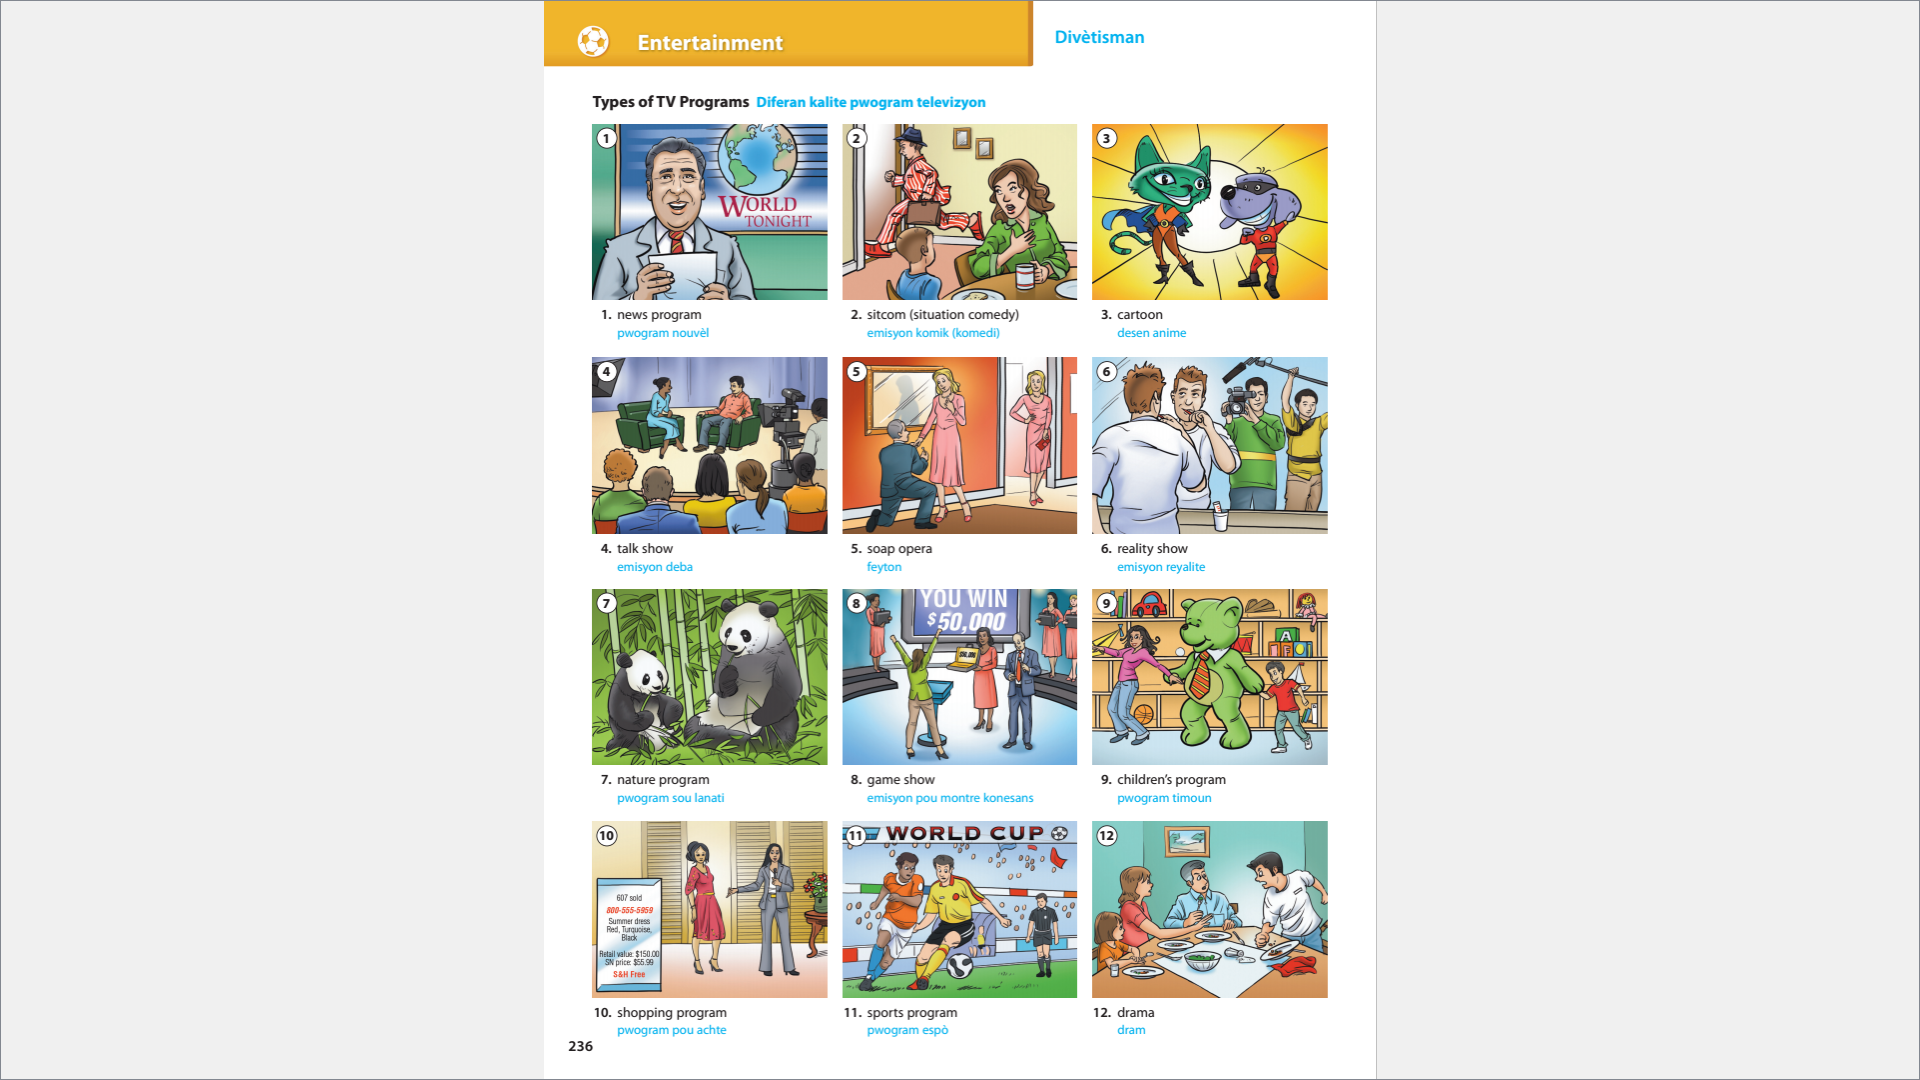 Entertainment
Divètisman
Types of TV Programs Diferan kalite pwogram televizyon
1
WORLD
TONIGHT
2
3
1. news program
pwogram nouvèl
2. sitcom (situation comedy)
emisyon komik (komedi)
3. cartoon
desen anime
4
5
6
4. talk show
emisyon deba
5. soap opera
feyton
6. reality show
emisyon reyalite
7
8
YOU WIN
$50,000
9
A
7. nature program
pwogram sou lanati
8. game show
emisyon pou montre konesans
9. children's program
pwogram timoun
10
607 sold
800-555-5959
Summer dress
Red, Turquoise,
Black
Retail value: $150.00
SN price: $55.99
S&H Free
11
WORLD CUP
12
10. shopping program
pwogram pou achte
11. sports program
pwogram espò
12. drama
dram
236